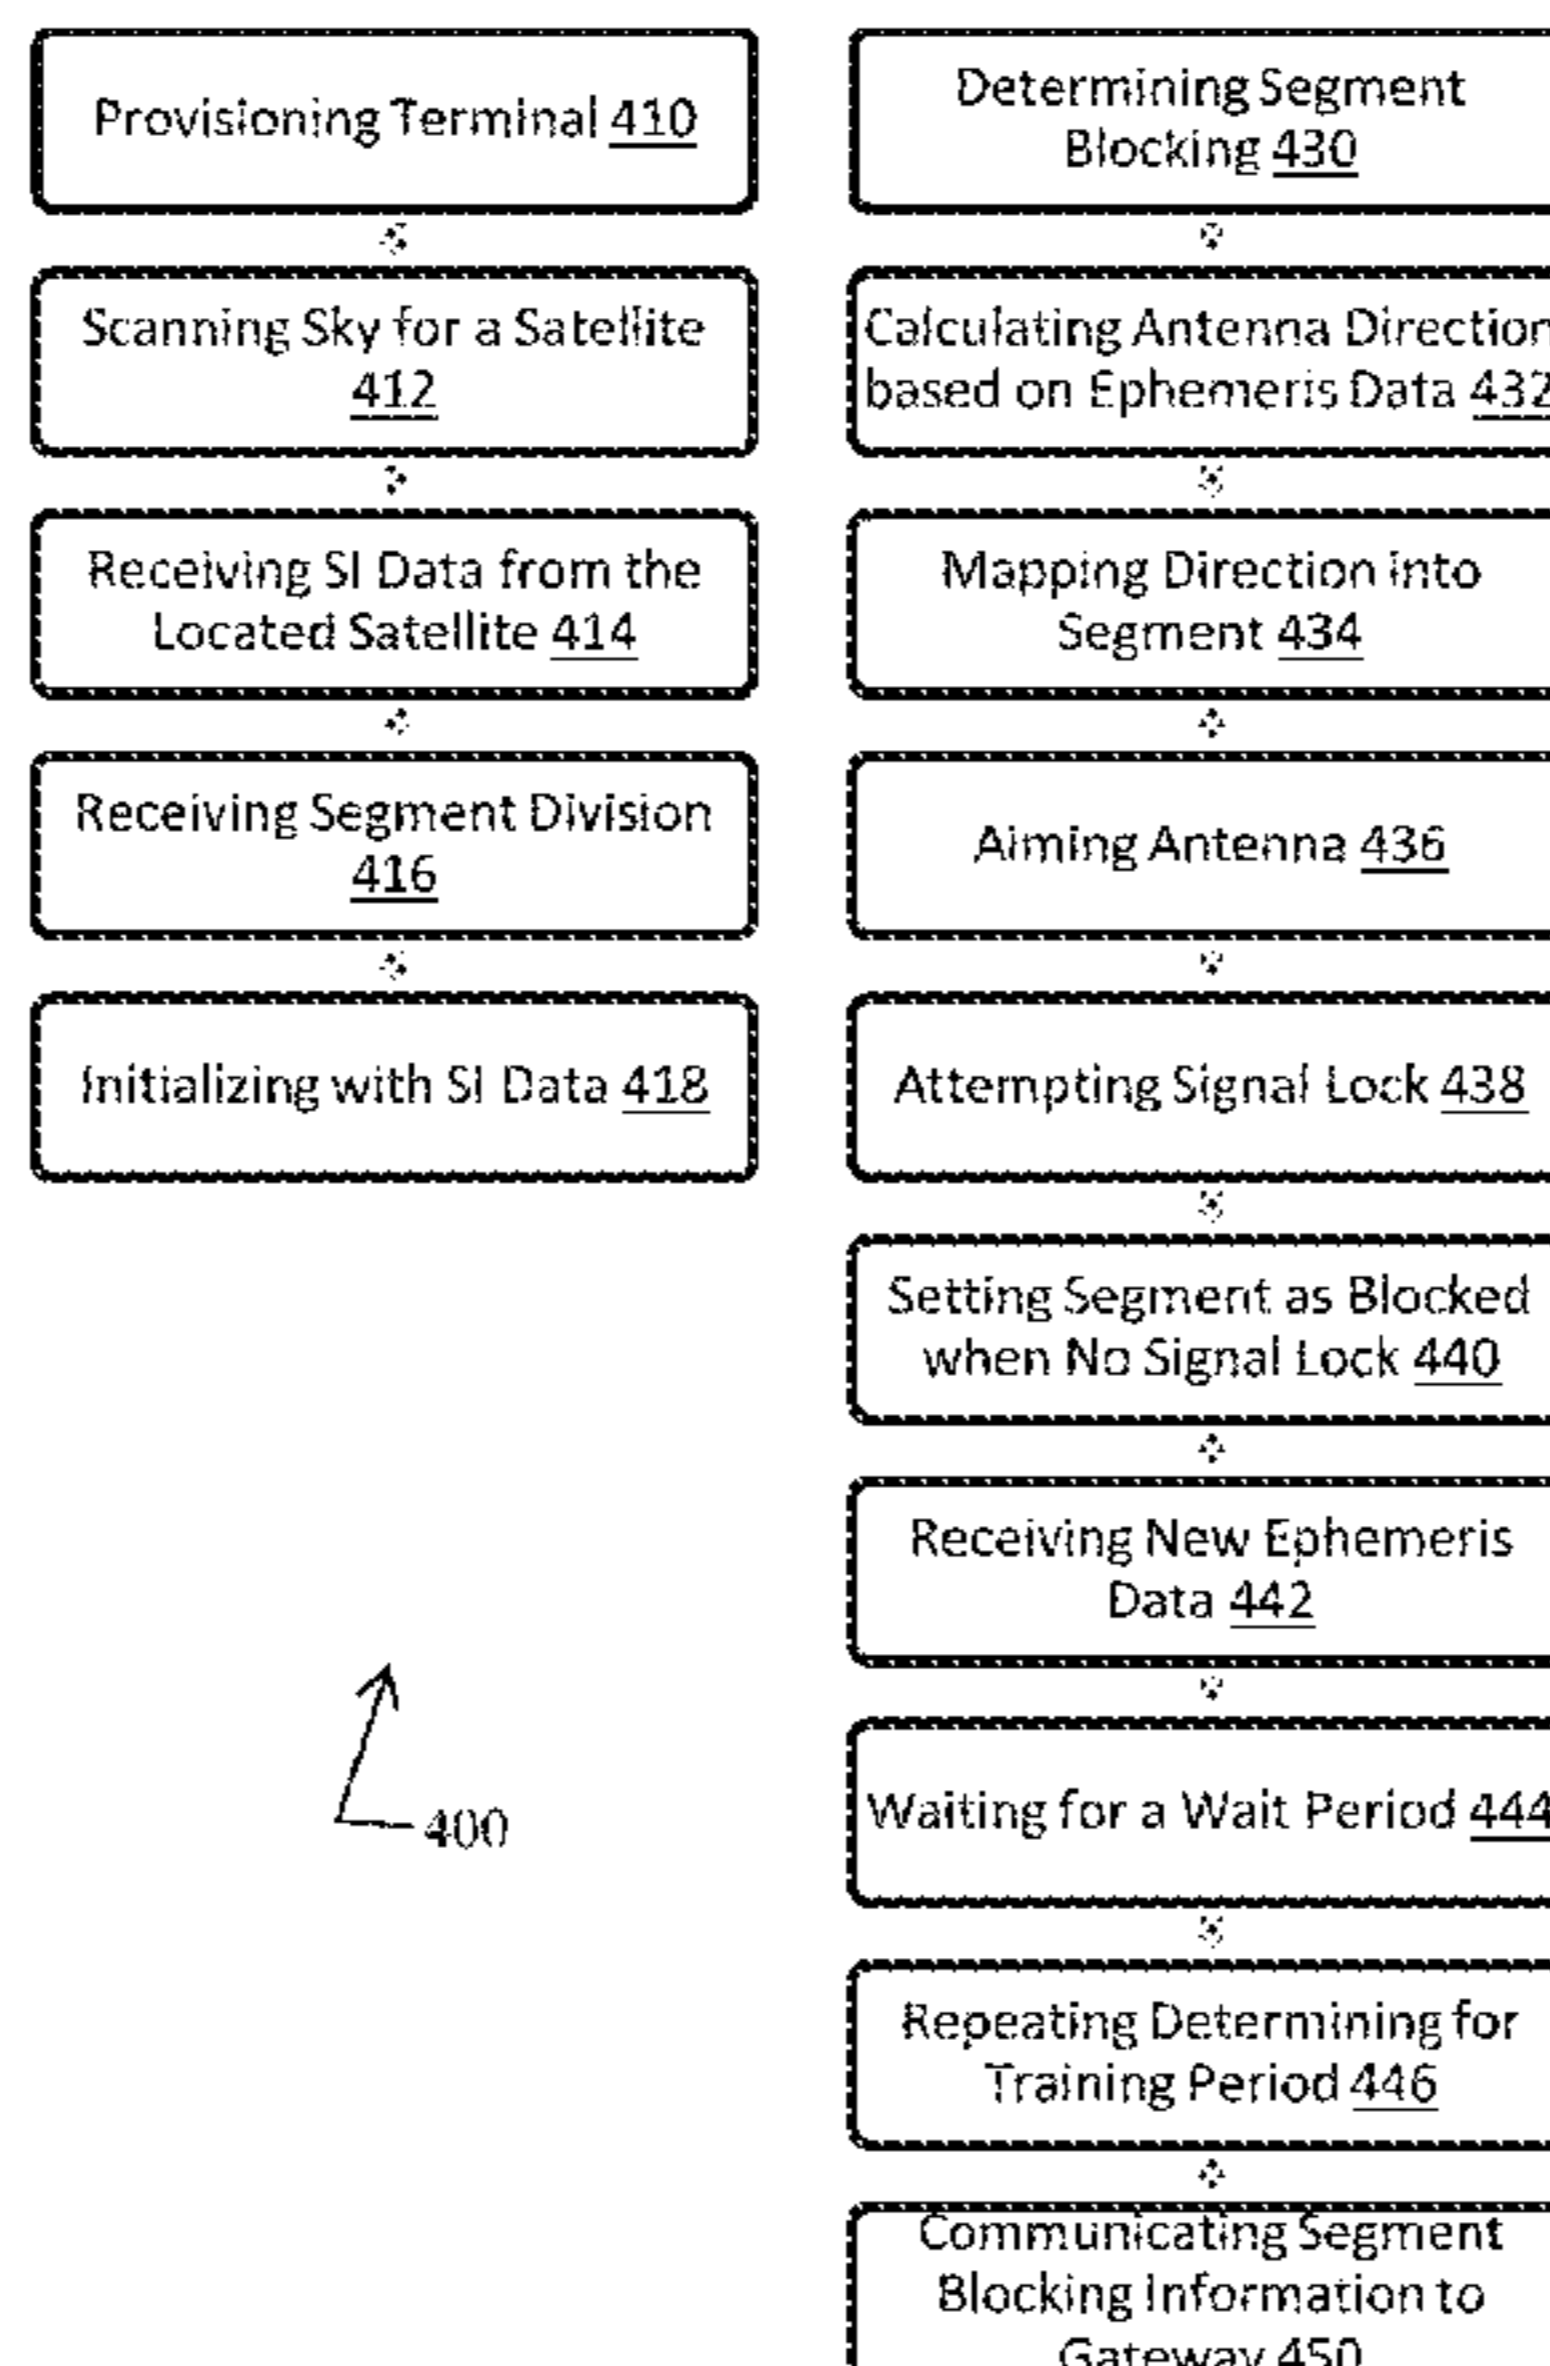 Provisioning Terminal 410
Scanning Sky for a Satellite
412
Receiving SI Data from the
Located Satellite 414
Receiving Segment Division
416
Initializing with SI Data 418
400
Determining Segment
Blocking 430
Calculating Antenna Direction
based on Ephemeris Data 432
Mapping Direction into
Segment 434
Aiming Antenna 436
Attempting Signal Lock 438
Setting Segment as Blocked
when No Signal Lock 440
Receiving New Ephemeris
Data 442
Waiting for a Wait Period 444
Repeating Determining for
Training Period 446
Communicating Segment
Blocking Information to
Gateway 450